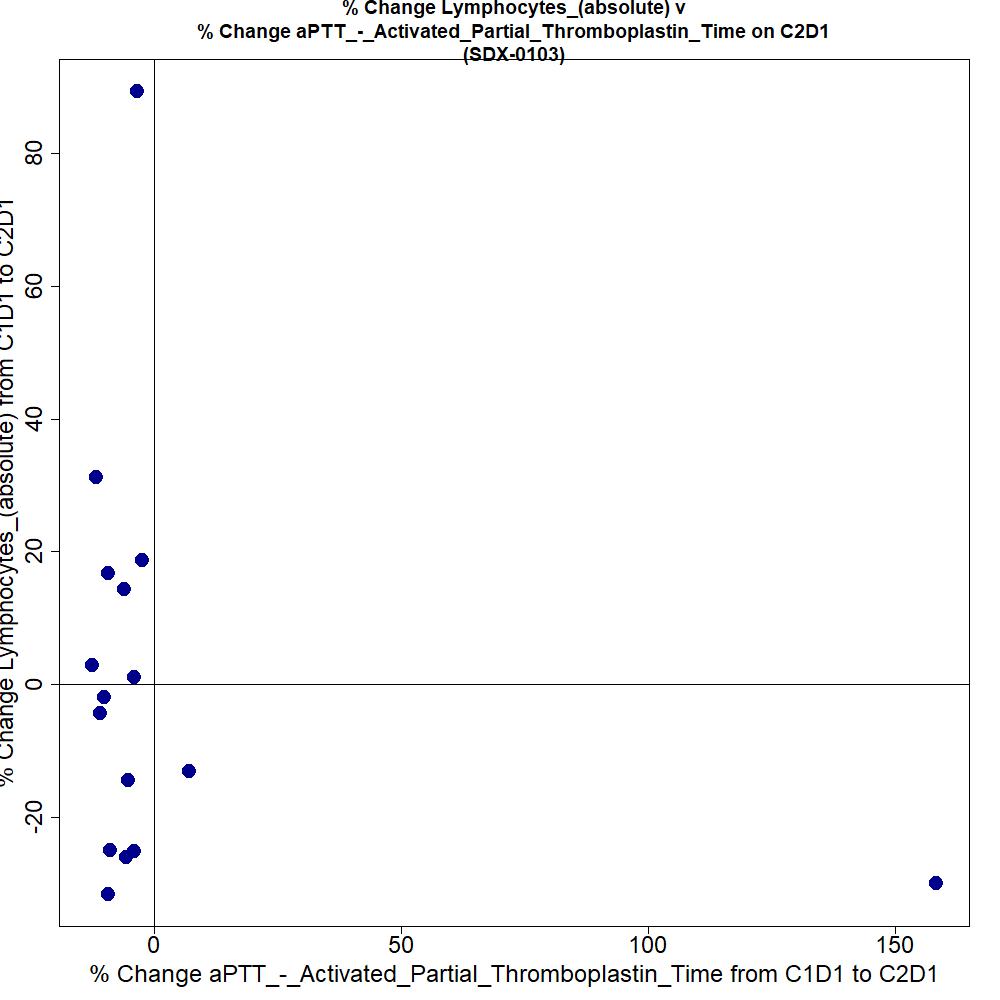 % Change Lymphocytes_(absolute) v
% Change aPTT_-_Activated_Partial_Thromboplastin_Time on C2D1
(SDX-0103)
% Change Lymphocytes_(absolute) from C1D1 to C2D1
80
60
40
20
0
-20
0 50 100 150
% Change aPTT_-_Activated_Partial_Thromboplastin_Time from C1D1 to C2D1